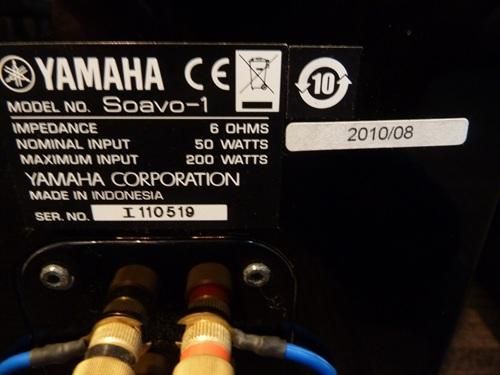 YAMAHA CE 10
MODEL NO. Soavo-1
IMPEDANCE 6 OHMS
NOMINAL INPUT 50 WATTS
MAXIMUM INPUT 200 WATTS
2010/08
YAMAHA CORPORATION
MADE IN INDONESIA
SER. NO. I 110519